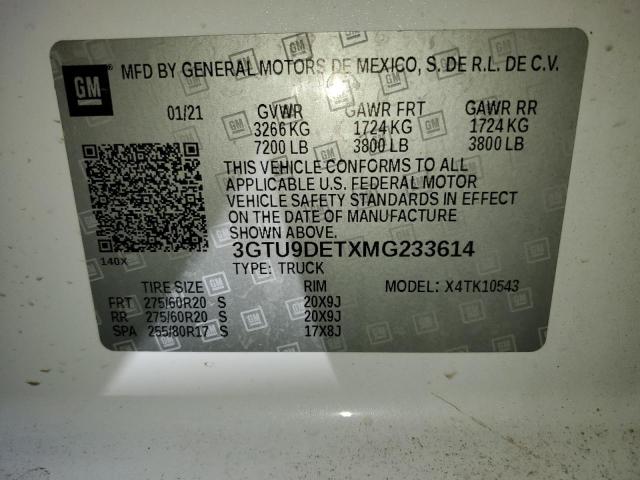 GM MFD BY GENERAL MOTORS DE MEXICO, S. DE R.L. DE C.V.
01/21 GVWR GAWR FRT GAWR RR
3266 KG 1724 KG 1724 KG
7200 LB 3800 LB 3800 LB
THIS VEHICLE CONFORMS TO ALL
APPLICABLE U.S. FEDERAL MOTOR
VEHICLE SAFETY STANDARDS IN EFFECT
ON THE DATE OF MANUFACTURE
SHOWN ABOVE.
140X 3GTU9DETXMG233614
TYPE: TRUCK
TIRE SIZE RIM MODEL: X4TK10543
FRT 275/60R20 S 20X9J
RR 275/60R20 S 20X9J
SPA 255/80R17 S 17X8J